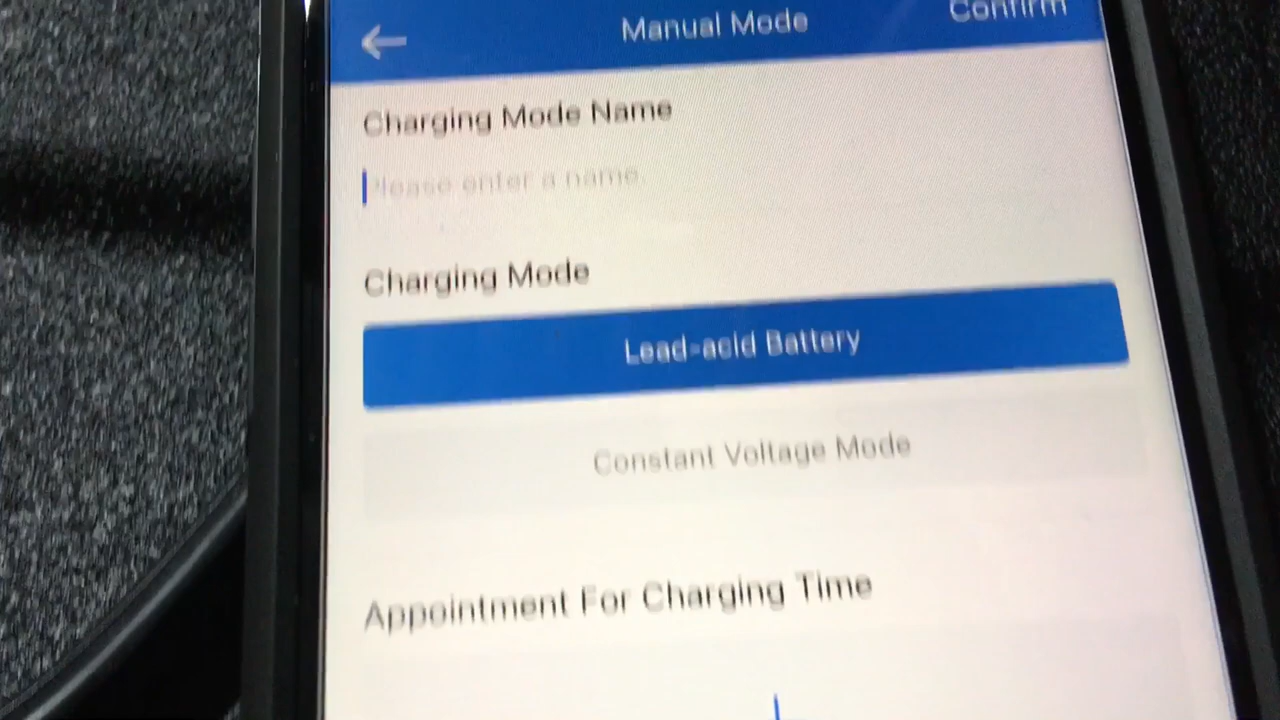 Manual Mode
Confirm
Charging Mode Name
Please enter a name.
Charging Mode
Lead-acid Battery
Constant Voltage Mode
Appointment For Charging Time